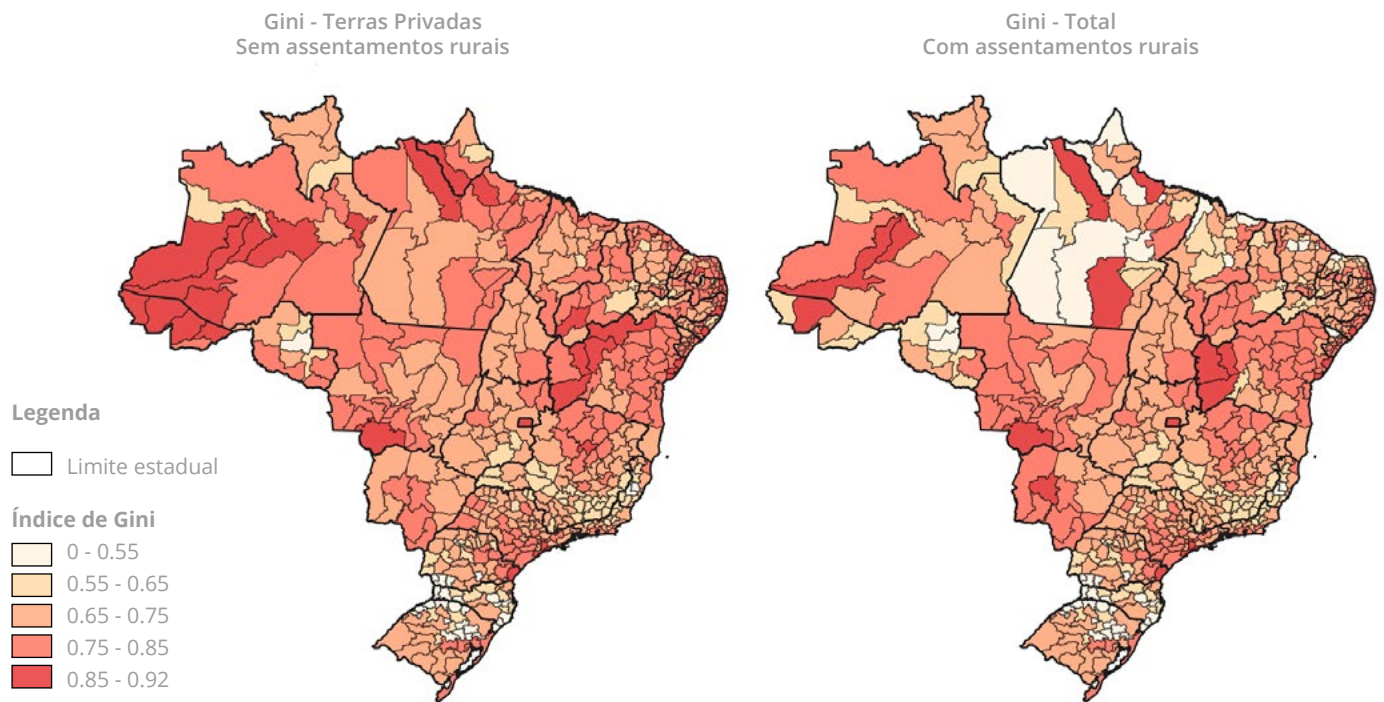 Gini - Terras Privadas
Sem assentamentos rurais
Gini - Total
Com assentamentos rurais
Legenda
Limite estadual
Índice de Gini
0 - 0.55
0.55 - 0.65
0.65 - 0.75
0.75 - 0.85
0.85 - 0.92